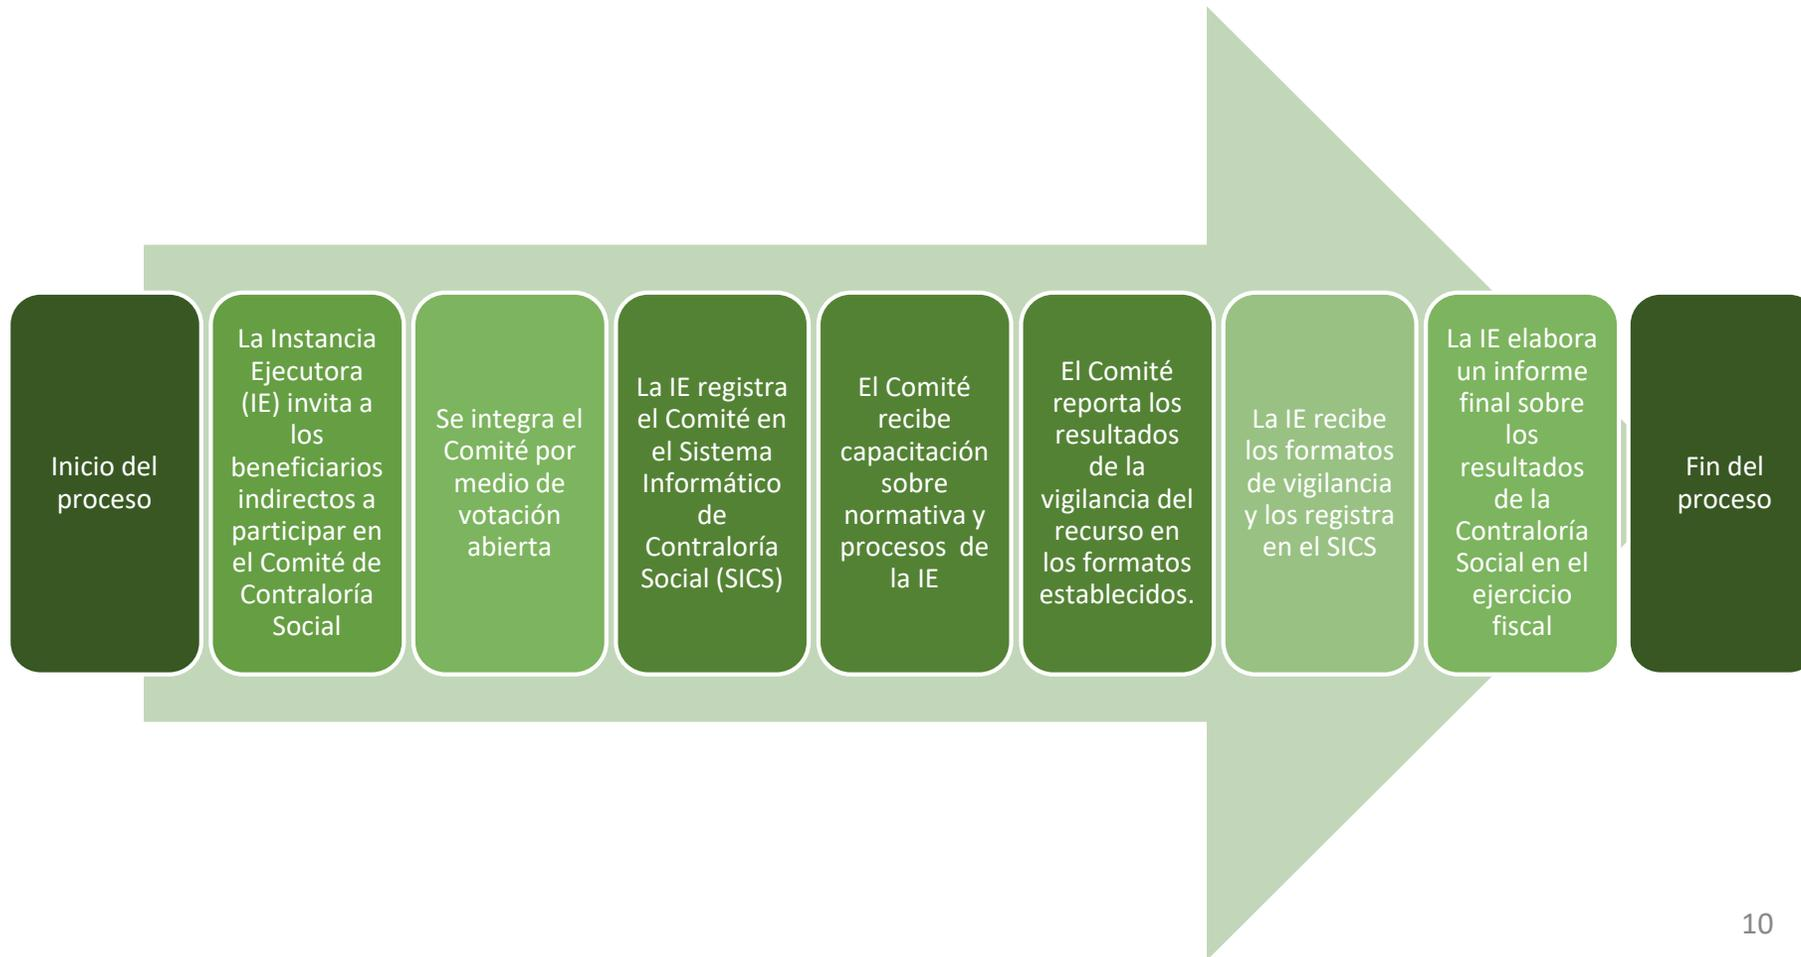 Inicio del
proceso
La Instancia
Ejecutora
(IE) invita a
los
beneficiarios
indirectos a
participar en
el Comité de
Contraloría
Social
Se integra el
Comité por
medio de
votación
abierta
La IE registra
el Comité en
el Sistema
Informático
de
Contraloría
Social (SICS)
El Comité
recibe
capacitación
sobre
normativa y
procesos  de
la IE
El Comité
reporta los
resultados
de la
vigilancia del
recurso en
los formatos
establecidos.
La IE recibe
los formatos
de vigilancia
y los registra
en el SICS
La IE elabora
un informe
final sobre
los
resultados
de la
Contraloría
Social en el
ejercicio
fiscal
Fin del
proceso
10